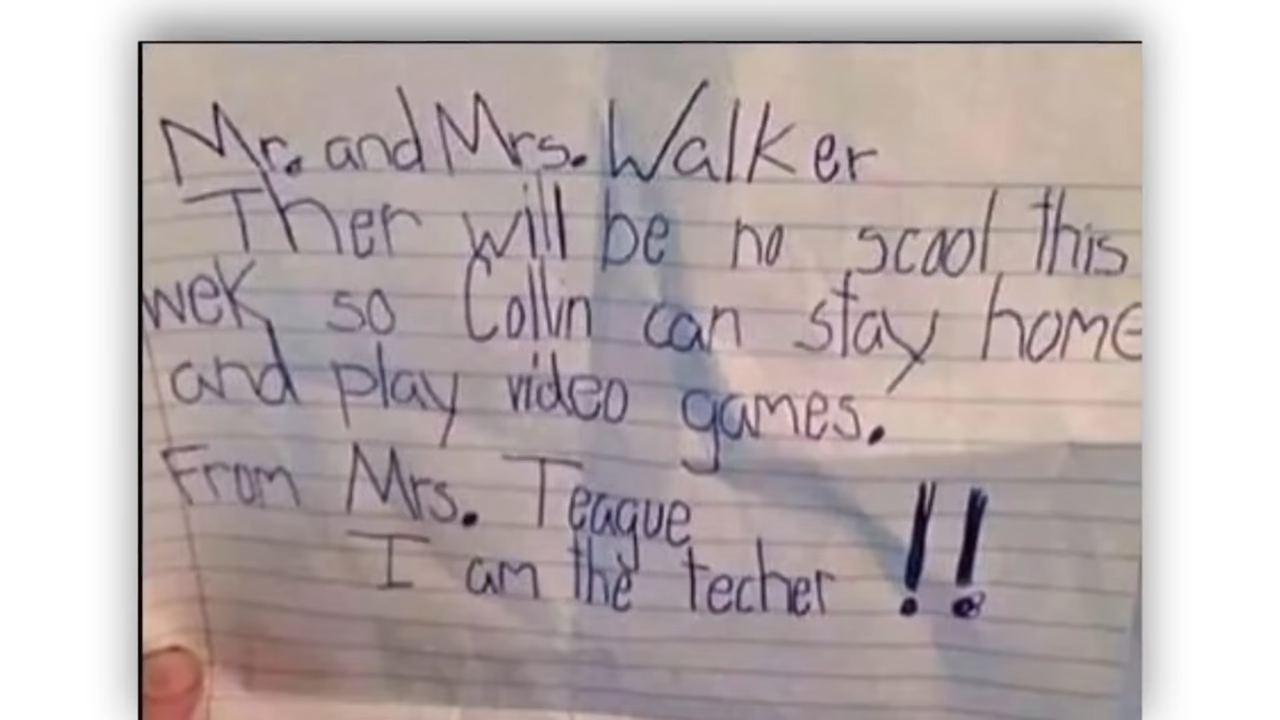 Mr. and Mrs. Walker
Ther will be no scool this
wek so Collin can stay home
and play video games.
From Mrs. Teague
I am the techer !!